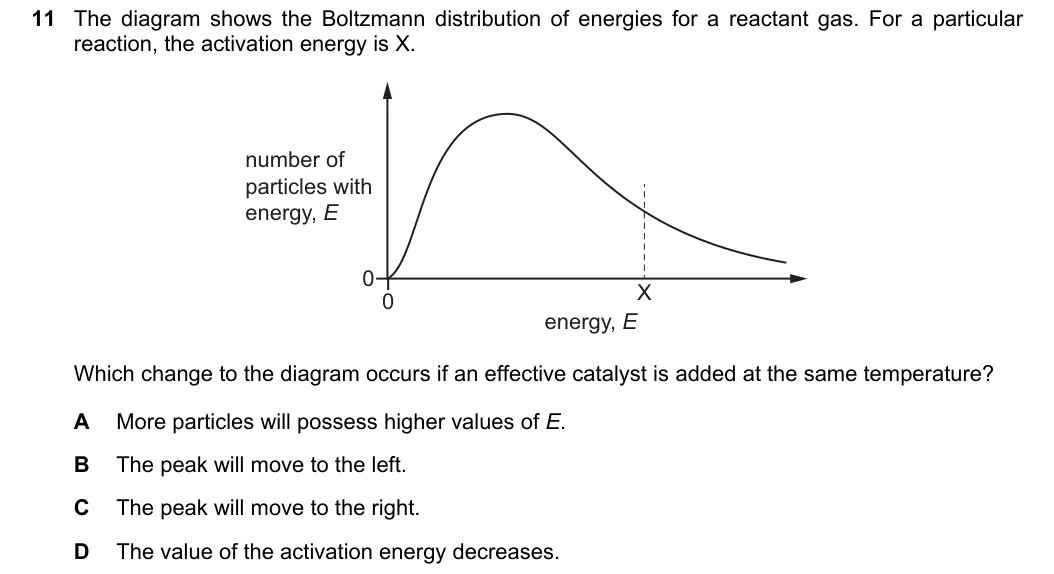 11 The diagram shows the Boltzmann distribution of energies for a reactant gas. For a particular
reaction, the activation energy is X.
number of
particles with
energy, E
0
0
X
energy, E
Which change to the diagram occurs if an effective catalyst is added at the same temperature?
A More particles will possess higher values of E.
B The peak will move to the left.
C The peak will move to the right.
D The value of the activation energy decreases.